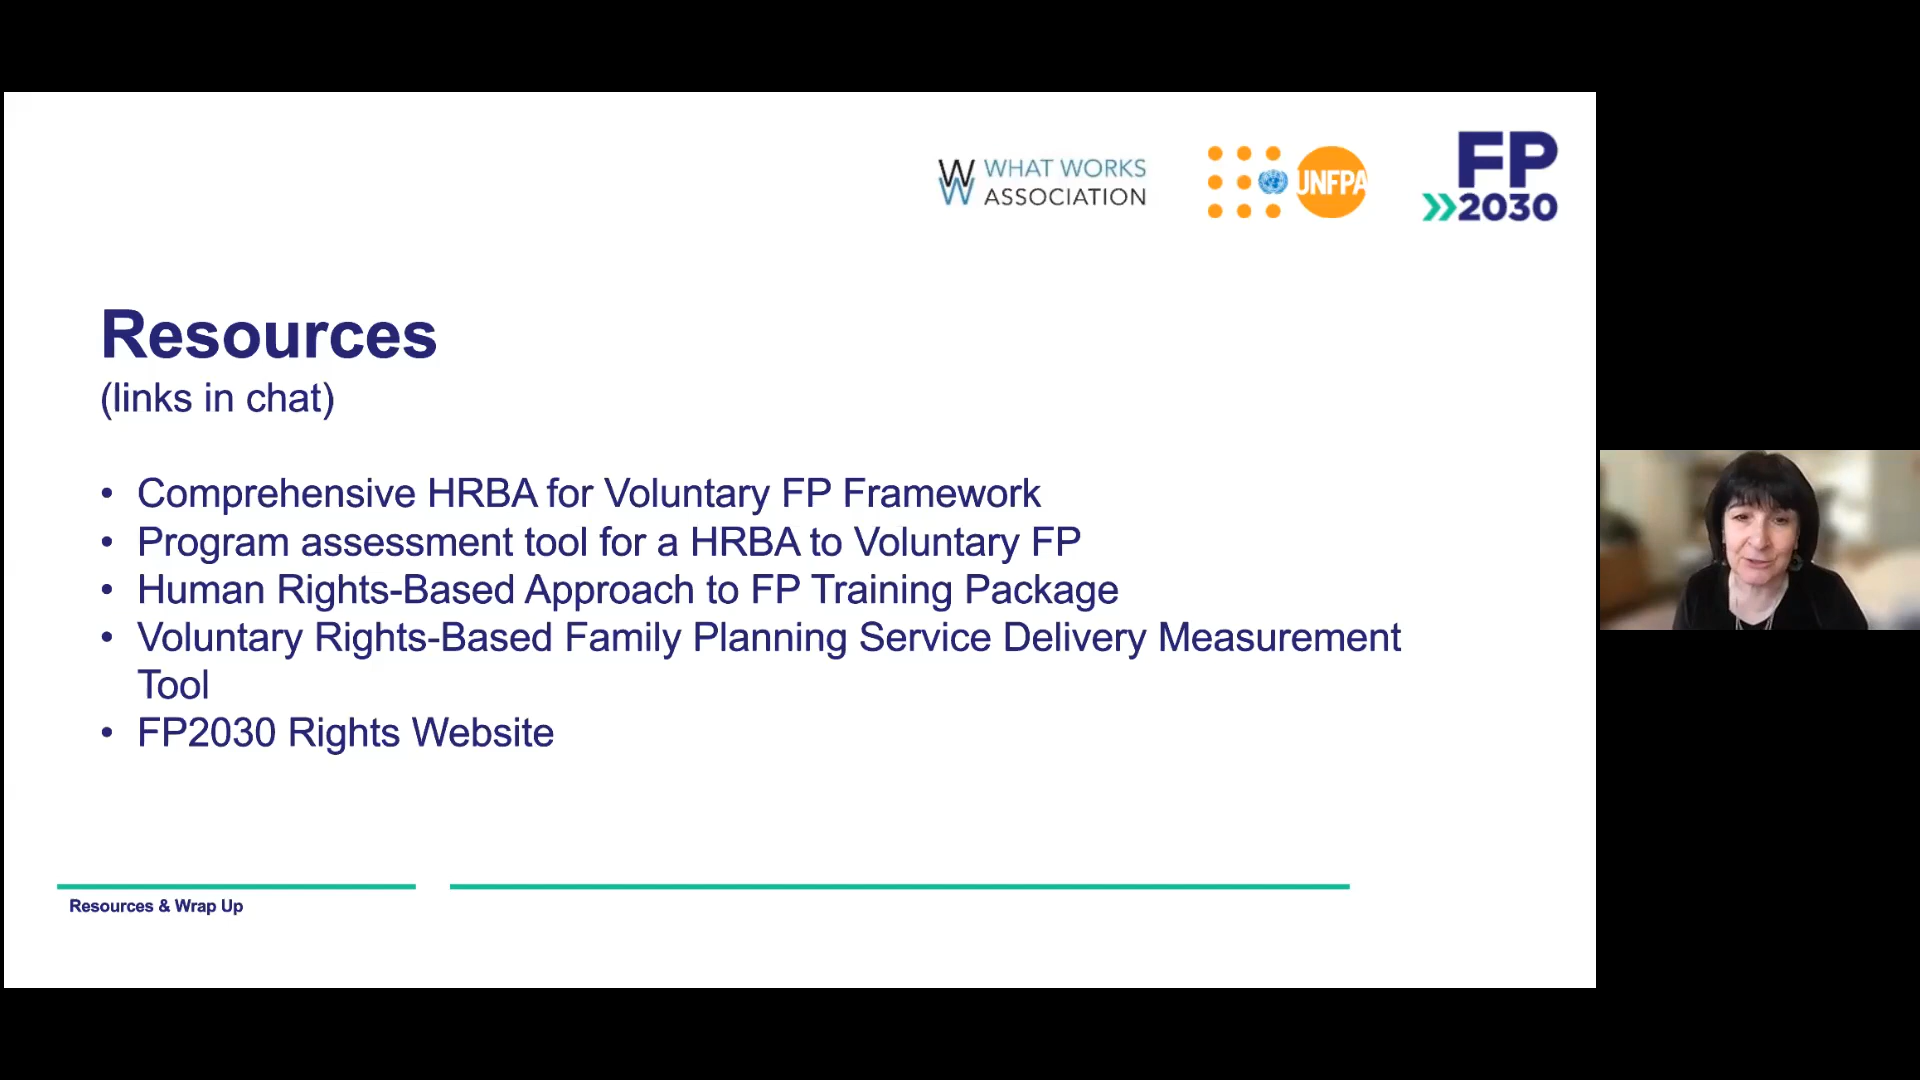 WHAT WORKS
ASSOCIATION
UNFPA
FP
2030
Resources
(links in chat)
• Comprehensive HRBA for Voluntary FP Framework
• Program assessment tool for a HRBA to Voluntary FP
• Human Rights-Based Approach to FP Training Package
• Voluntary Rights-Based Family Planning Service Delivery Measurement
Tool
• FP2030 Rights Website
Resources & Wrap Up